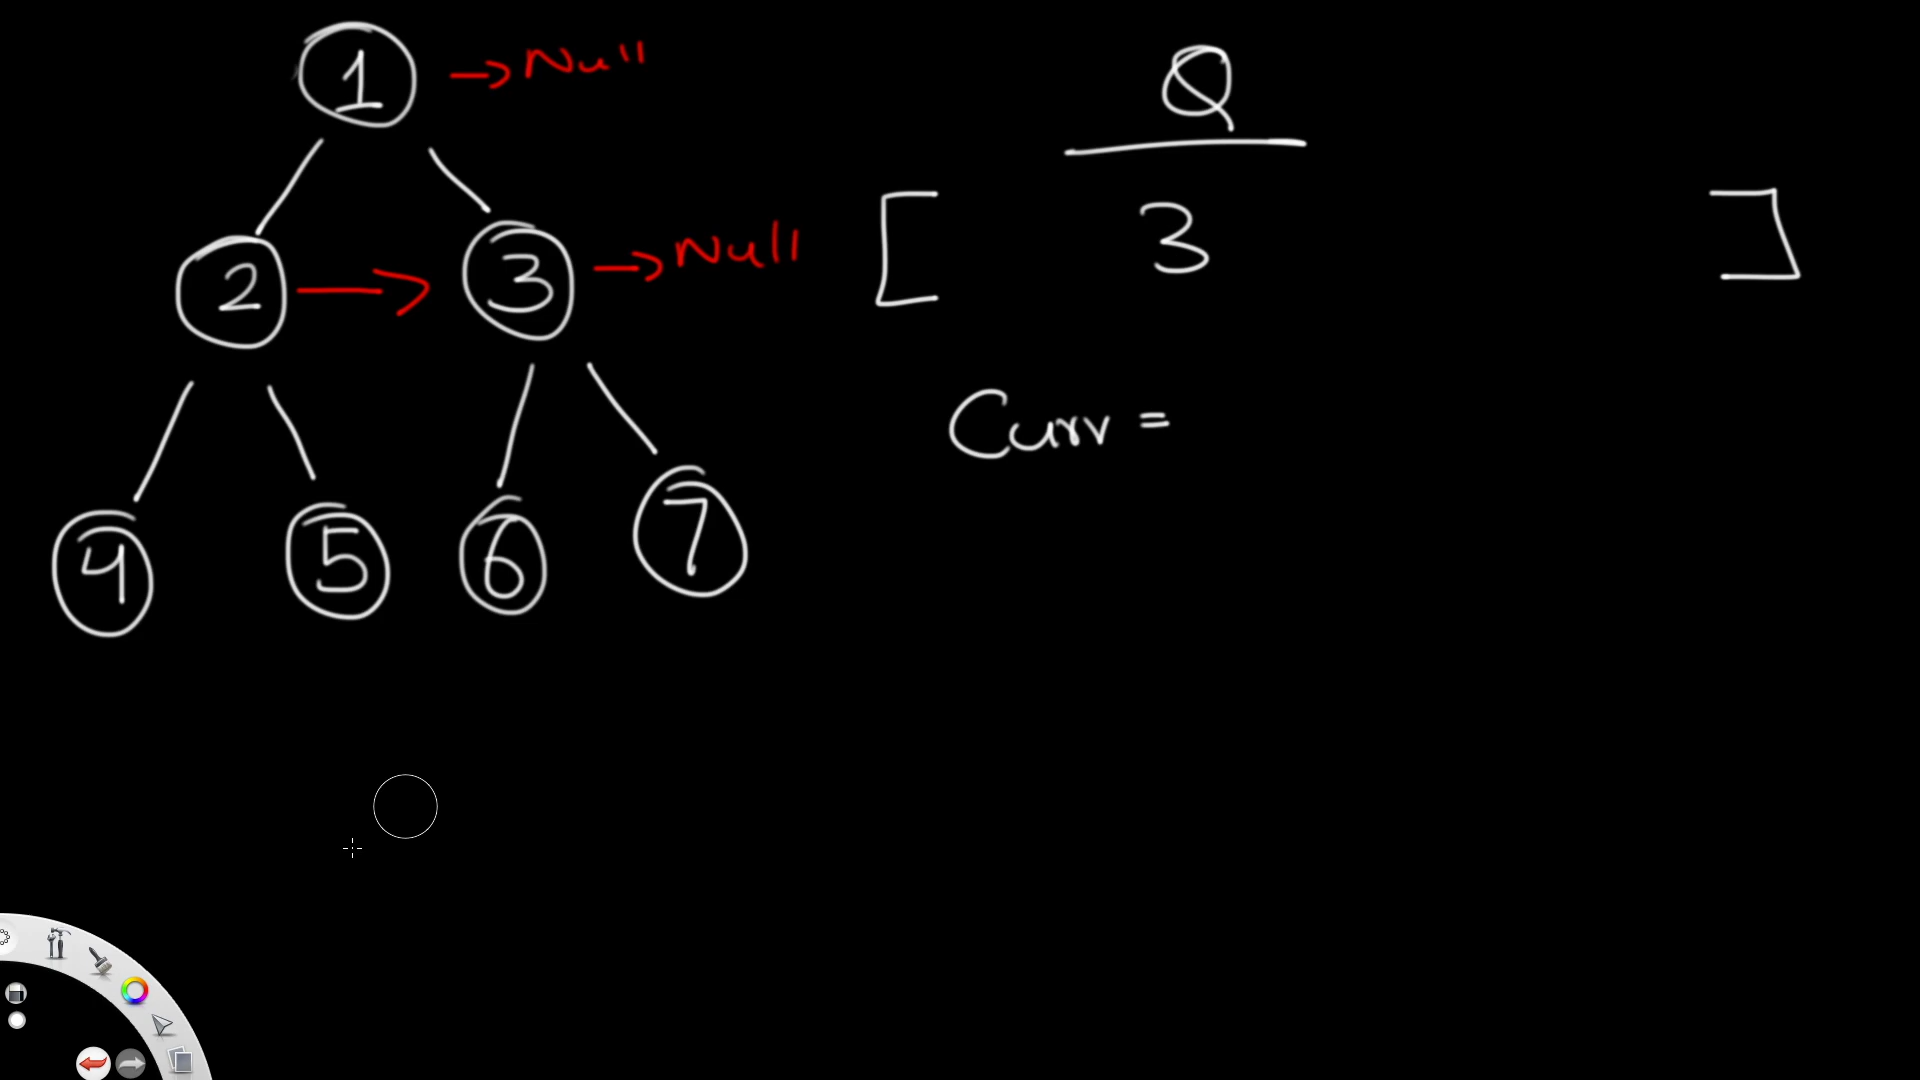 1 → Null
Q
2 → 3 → Null
[ 3 ]
Curr =
4 5 6 7